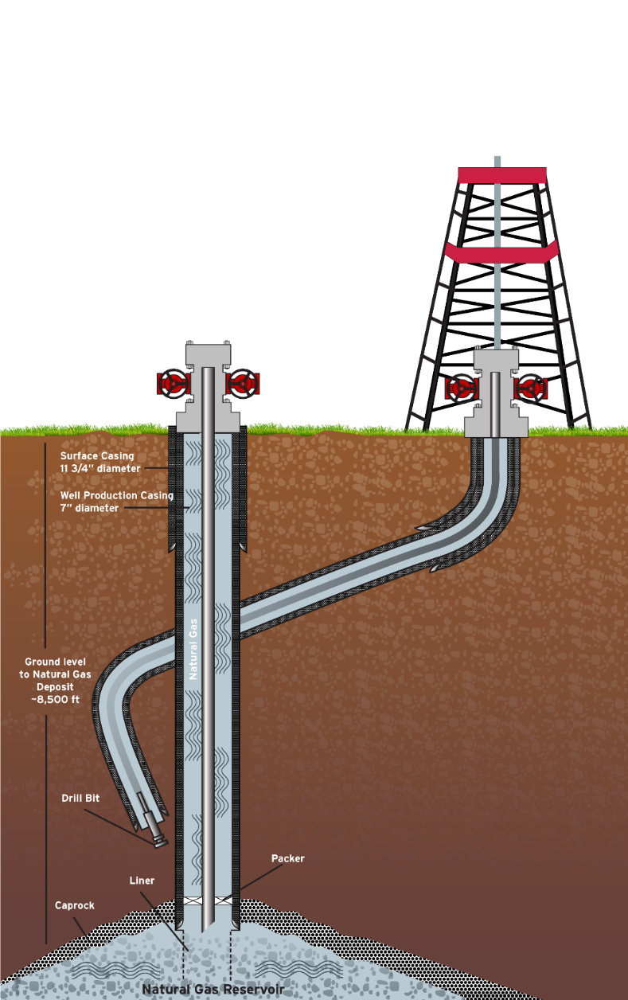 Surface Casing
11 3/4” diameter
Well Production Casing
7” diameter
Natural Gas
Ground level
to Natural Gas
Deposit
~8,500 ft
Drill Bit
Packer
Liner
Caprock
Natural Gas Reservoir